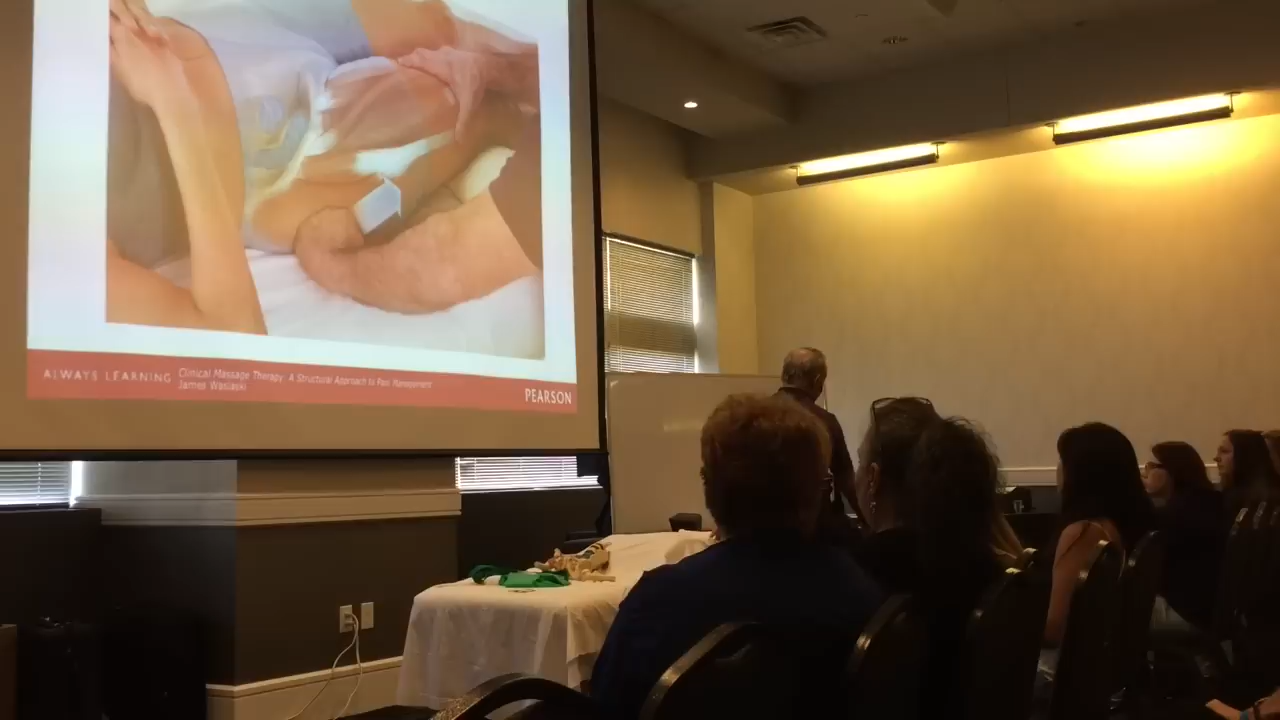 ALWAYS LEARNING
Clinical Massage Therapy: A Structural Approach to Pain Management
James Waslaski
PEARSON